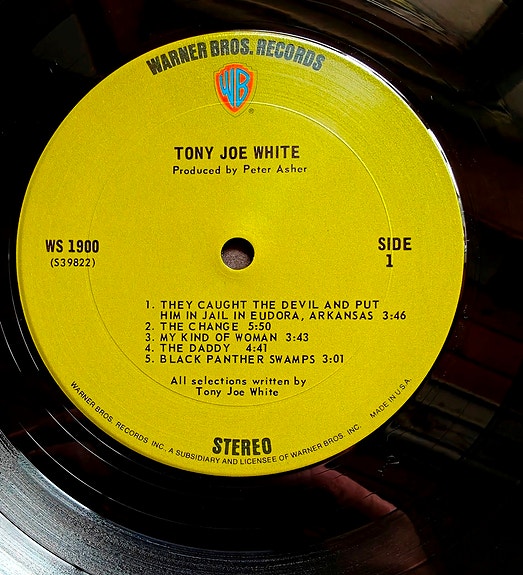 WARNER BROS. RECORDS
WB
®
TONY JOE WHITE
Produced by Peter Asher
WS 1900
(S39822)
SIDE
1
1. THEY CAUGHT THE DEVIL AND PUT
HIM IN JAIL IN EUDORA, ARKANSAS 3:46
2. THE CHANGE 5:50
3. MY KIND OF WOMAN 3:43
4. THE DADDY 4:41
5. BLACK PANTHER SWAMPS 3:01
All selections written by
Tony Joe White
STEREO
WARNER BROS. RECORDS INC. A SUBSIDIARY AND LICENSEE OF WARNER BROS. INC. MADE IN U.S.A.